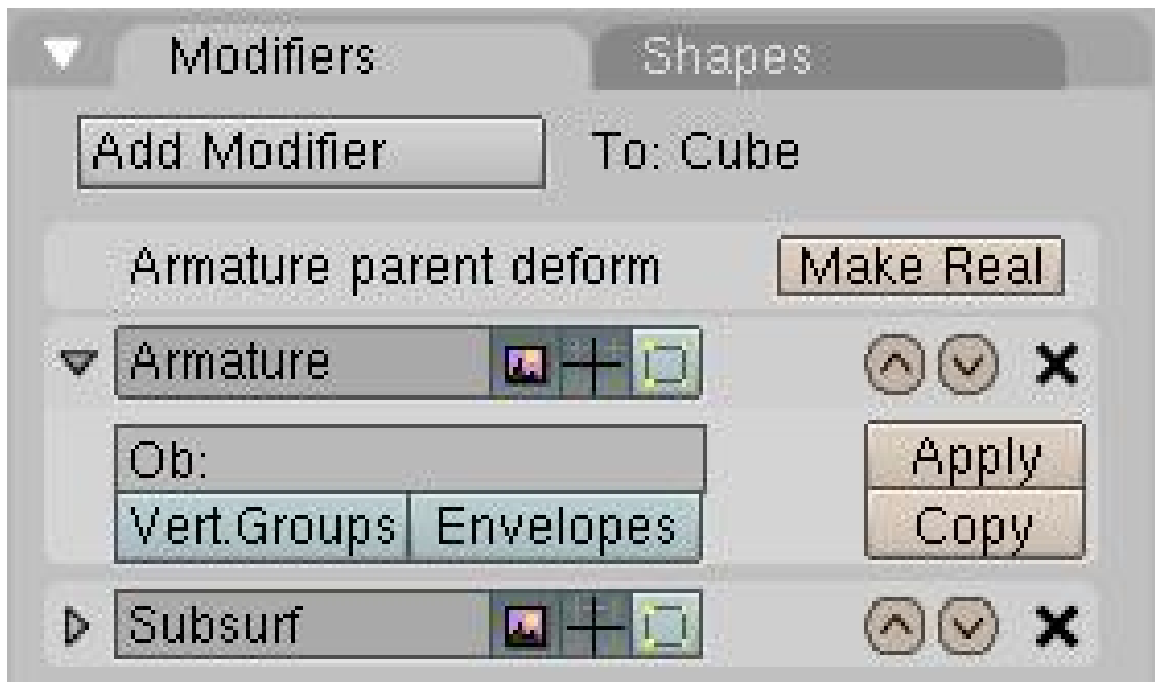 Modifiers Shapes
Add Modifier To: Cube
Armature parent deform Make Real
Armature
Ob: Apply
Vert.Groups Envelopes Copy
Subsurf